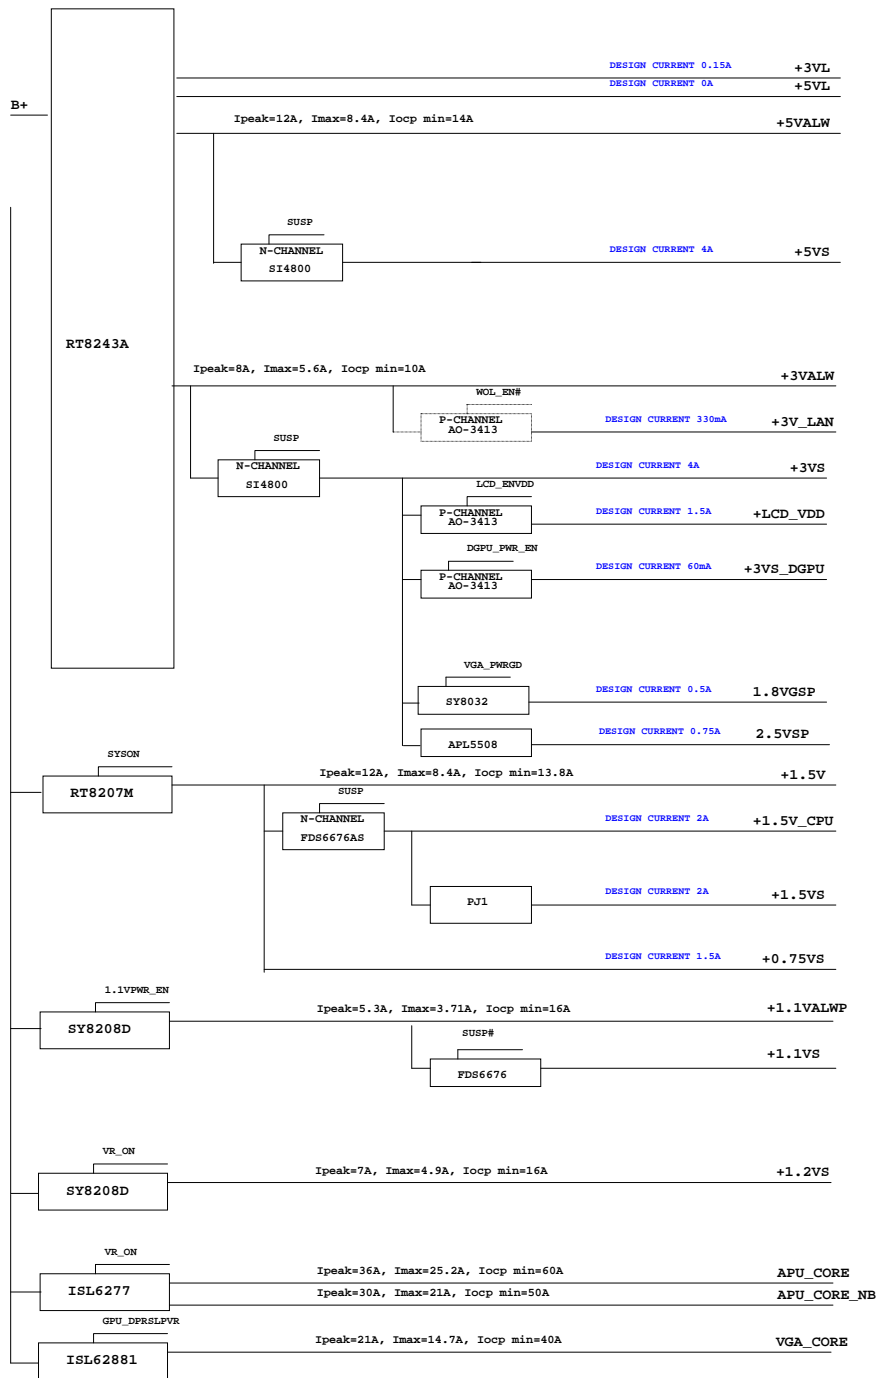 DESIGN CURRENT 0.15A +3VL
DESIGN CURRENT 0A +5VL
B+
Ipeak=12A, Imax=8.4A, Iocp min=14A +5VALW
SUSP
N-CHANNEL
SI4800
DESIGN CURRENT 4A +5VS
RT8243A
Ipeak=8A, Imax=5.6A, Iocp min=10A +3VALW
WOL_EN#
P-CHANNEL
AO-3413
DESIGN CURRENT 330mA +3V_LAN
SUSP
N-CHANNEL
SI4800
DESIGN CURRENT 4A +3VS
LCD_ENVDD
P-CHANNEL
AO-3413
DESIGN CURRENT 1.5A +LCD_VDD
DGPU_PWR_EN
P-CHANNEL
AO-3413
DESIGN CURRENT 60mA +3VS_DGPU
VGA_PWRGD
SY8032
DESIGN CURRENT 0.5A 1.8VGSP
APL5508
DESIGN CURRENT 0.75A 2.5VSP
SYSON
RT8207M
Ipeak=12A, Imax=8.4A, Iocp min=13.8A +1.5V
SUSP
N-CHANNEL
FDS6676AS
DESIGN CURRENT 2A +1.5V_CPU
PJ1
DESIGN CURRENT 2A +1.5VS
DESIGN CURRENT 1.5A +0.75VS
1.1VPWR_EN
SY8208D
Ipeak=5.3A, Imax=3.71A, Iocp min=16A +1.1VALWP
SUSP#
FDS6676
+1.1VS
VR_ON
SY8208D
Ipeak=7A, Imax=4.9A, Iocp min=16A +1.2VS
VR_ON
ISL6277
Ipeak=36A, Imax=25.2A, Iocp min=60A APU_CORE
Ipeak=30A, Imax=21A, Iocp min=50A APU_CORE_NB
GPU_DPRSLPVR
ISL62881
Ipeak=21A, Imax=14.7A, Iocp min=40A VGA_CORE